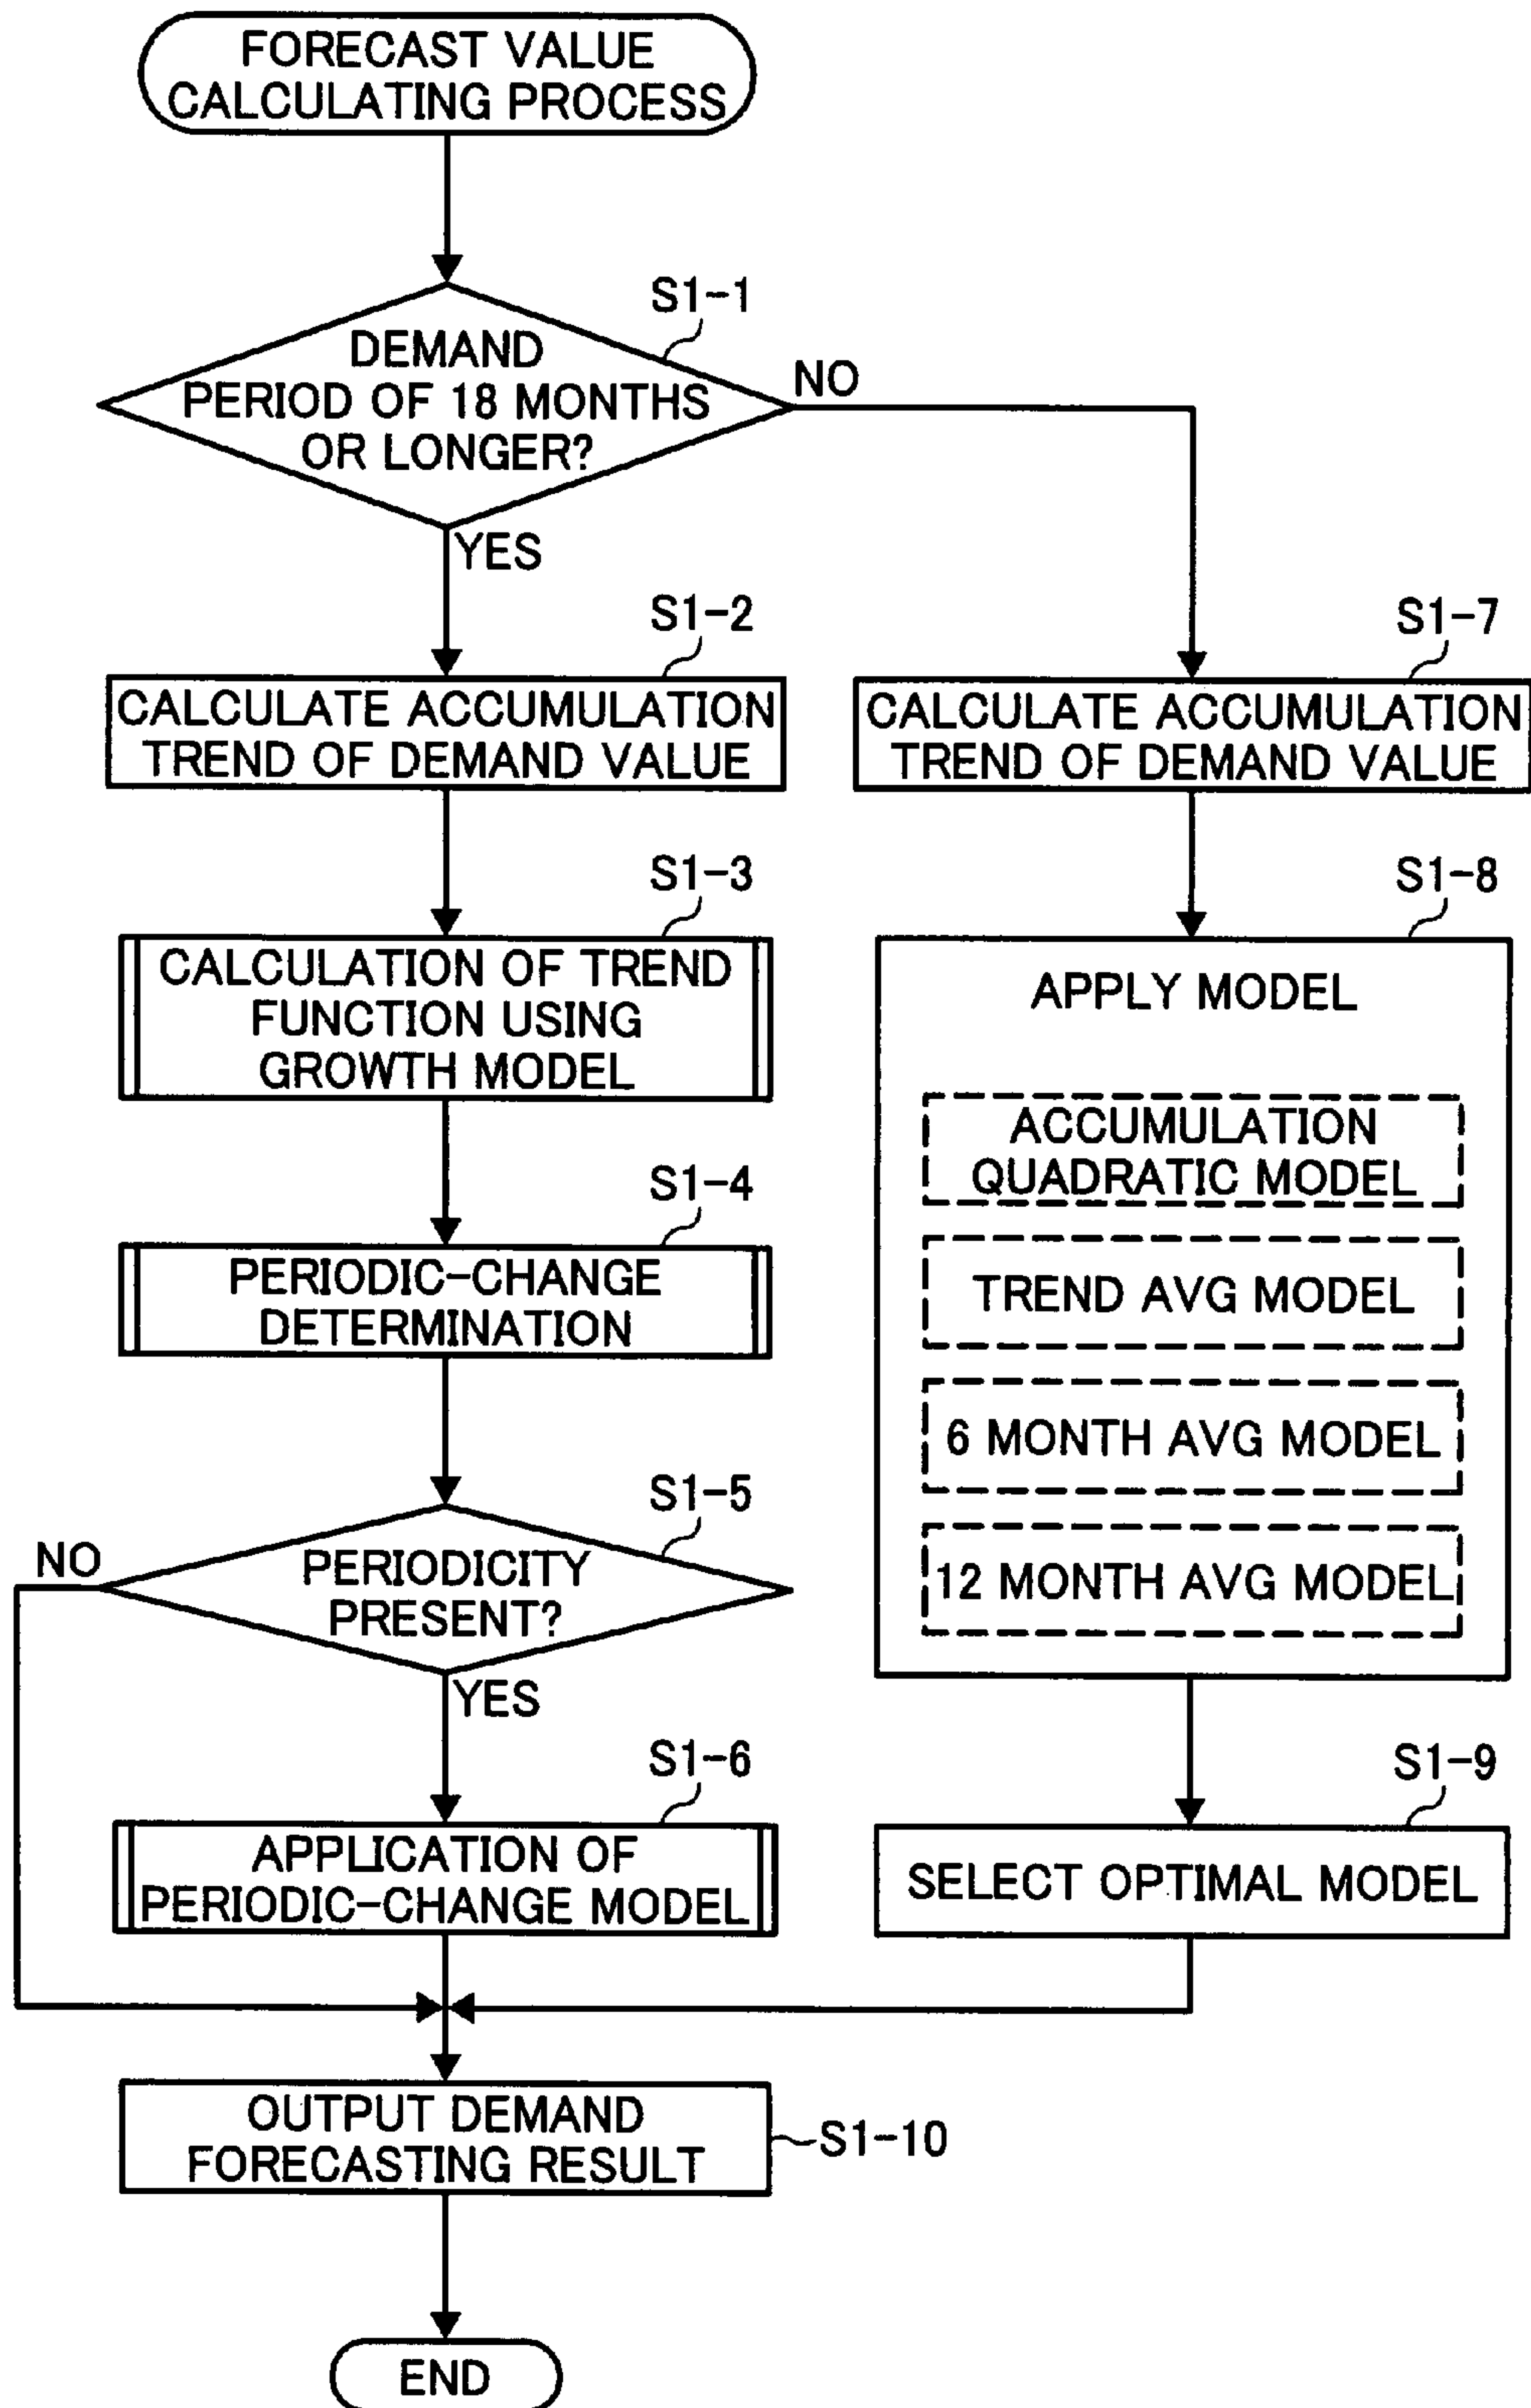 FORECAST VALUE
CALCULATING PROCESS
S1-1
DEMAND
PERIOD OF 18 MONTHS
OR LONGER?
NO
YES
S1-2
CALCULATE ACCUMULATION
TREND OF DEMAND VALUE
S1-3
CALCULATION OF TREND
FUNCTION USING
GROWTH MODEL
S1-4
PERIODIC-CHANGE
DETERMINATION
S1-5
NO
PERIODICITY
PRESENT?
YES
S1-6
APPLICATION OF
PERIODIC-CHANGE MODEL
S1-7
CALCULATE ACCUMULATION
TREND OF DEMAND VALUE
S1-8
APPLY MODEL
ACCUMULATION
QUADRATIC MODEL
TREND AVG MODEL
6 MONTH AVG MODEL
12 MONTH AVG MODEL
S1-9
SELECT OPTIMAL MODEL
OUTPUT DEMAND
FORECASTING RESULT
S1-10
END